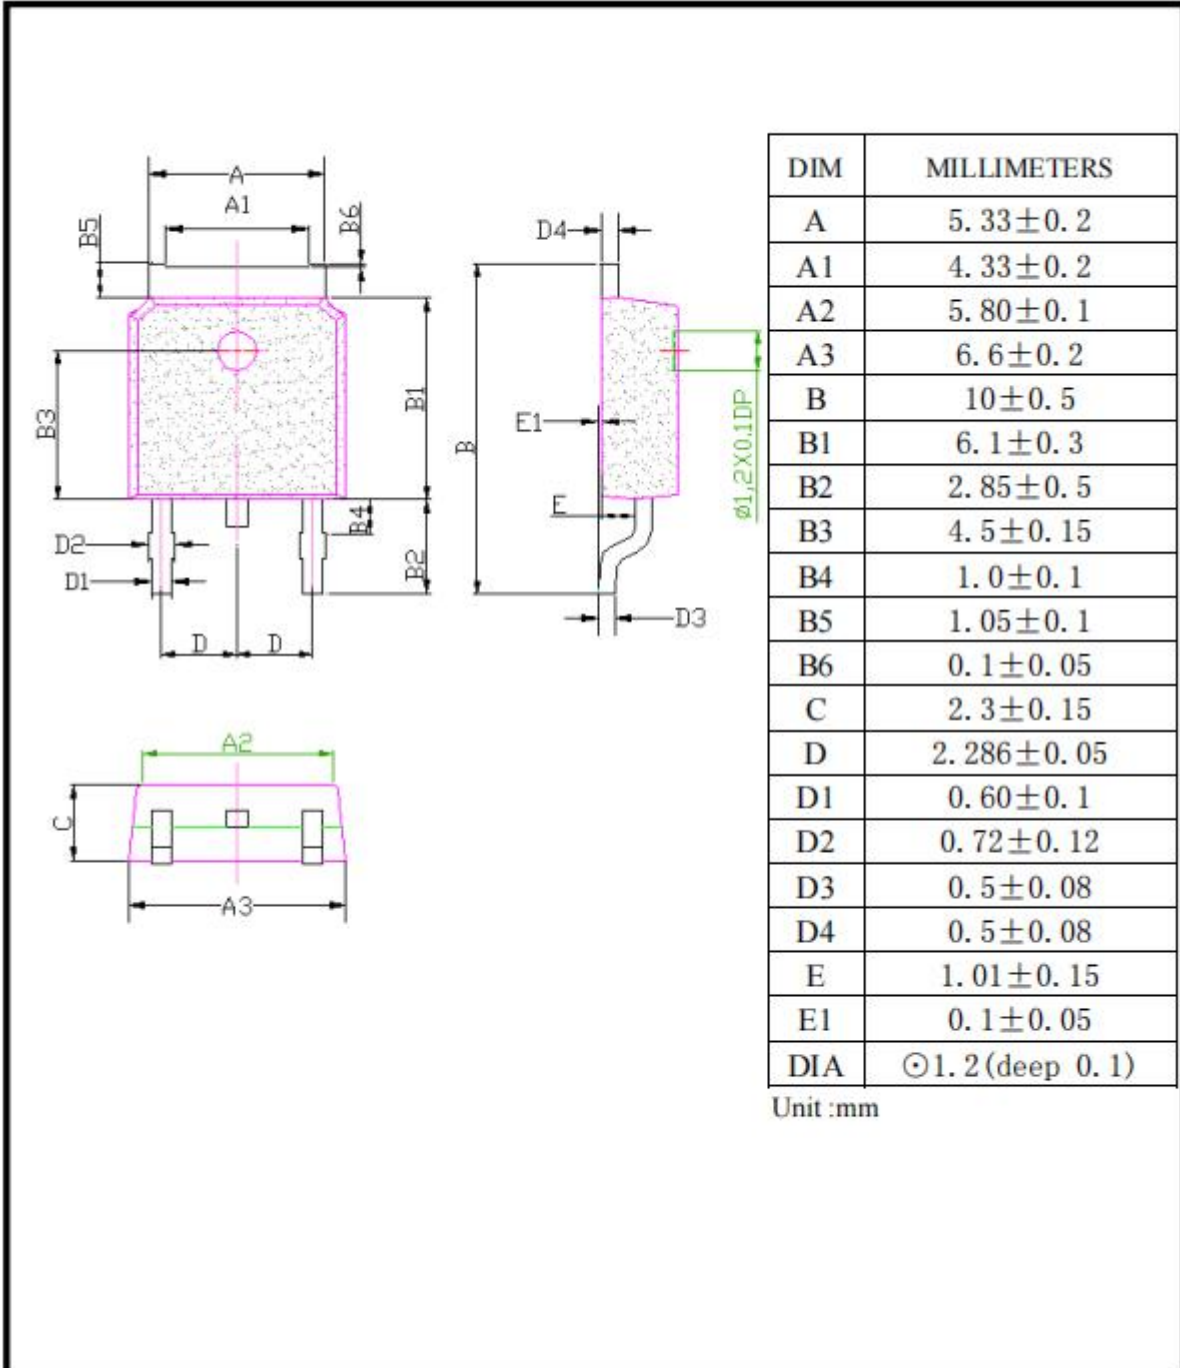 A
A1
B5
B6
B3
B1
D2
D1
B4
B2
D
D
D4
B
E1
E
D3
ø1,2X0.1DP
A2
C
A3
DIM MILLIMETERS
A 5.33±0.2
A1 4.33±0.2
A2 5.80±0.1
A3 6.6±0.2
B 10±0.5
B1 6.1±0.3
B2 2.85±0.5
B3 4.5±0.15
B4 1.0±0.1
B5 1.05±0.1
B6 0.1±0.05
C 2.3±0.15
D 2.286±0.05
D1 0.60±0.1
D2 0.72±0.12
D3 0.5±0.08
D4 0.5±0.08
E 1.01±0.15
E1 0.1±0.05
DIA ⊙1.2(deep 0.1)
Unit :mm